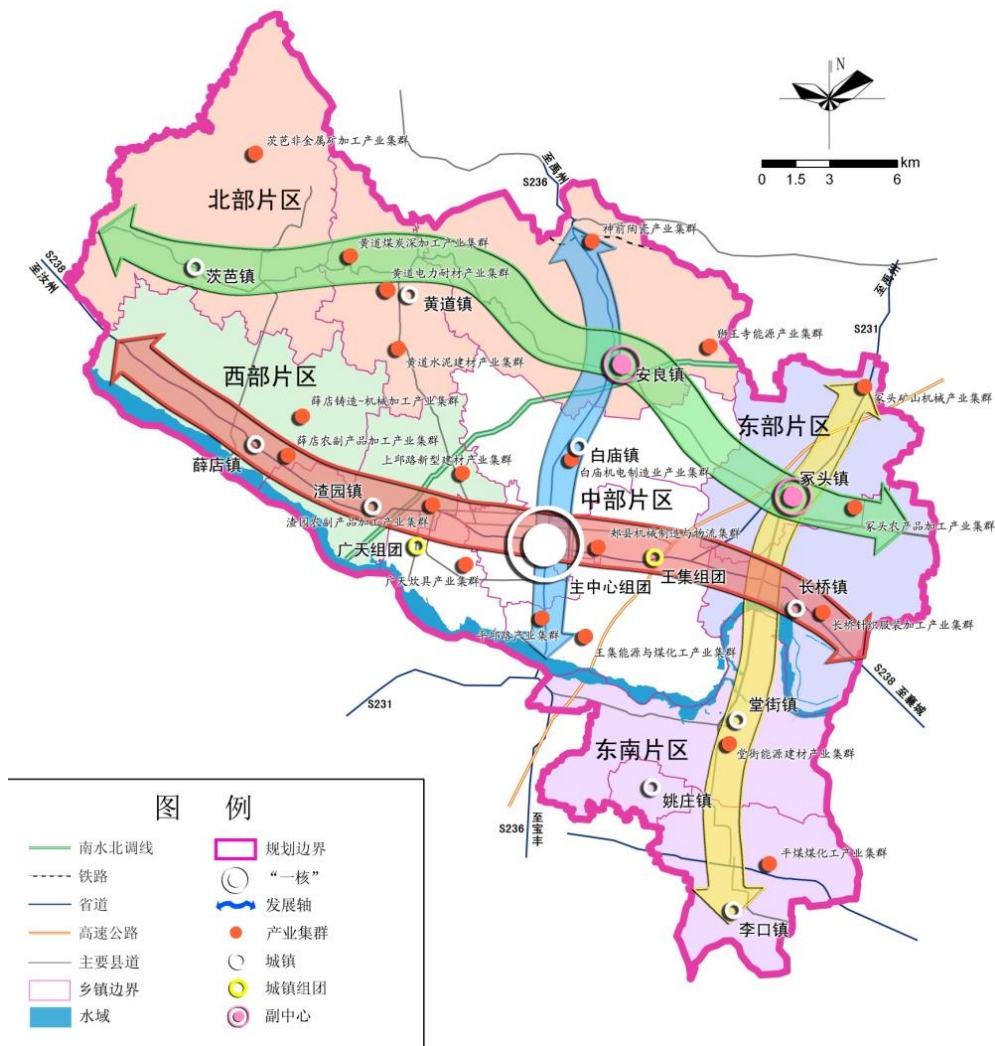 N
km
0 1.5 3 6
茨芭非金属矿加工产业集群
至禹州
S236
北部片区
神前陶瓷产业集群
黄道煤炭深加工产业集群
S238
至汝州
茨芭镇
黄道电力耐材产业集群
黄道镇
至禹州
S231
狮王寺能源产业集群
黄道水泥建材产业集群
安良镇
西部片区
冢头矿山机械产业集群
薛店铸造-机械加工产业集群
东部片区
薛店农副产品加工产业集群
薛店镇
白庙镇
上邱路新型建材产业集群
白庙机电制造业产业集群
冢头镇
渣园镇
中部片区
渣园农副产品加工产业集群
冢头农产品加工产业集群
郏县机械制造与物流集群
广天组团
王集组团
广天炊具产业集群
主中心组团
长桥镇
长桥针织服装加工产业集群
平郏路产业集群
王集能源与煤化工产业集群
S238 至襄城
S231
堂街镇
东南片区
堂街能源建材产业集群
姚庄镇
S236
至宝丰
平煤煤化工产业集群
李口镇
图 例
南水北调线
规划边界
铁路
“一核”
省道
发展轴
高速公路
产业集群
主要县道
城镇
乡镇边界
城镇组团
水域
副中心